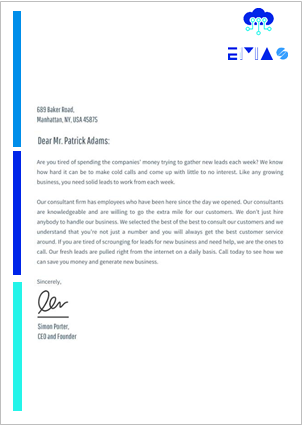 EMAS
689 Baker Road,
Manhattan, NY, USA 45875
Dear Mr. Patrick Adams:
Are you tired of spending the companies' money trying to gather new leads each week? We know
how hard it can be to make cold calls and come up with little to no interest. Like any growing
business, you need solid leads to work from each week.
Our consultant firm has employees who have been here since the day we opened. Our consultants
are knowledgeable and are willing to go the extra mile for our customers. We don't just hire
anybody to handle our business. We selected the best of the best to consult our customers and we
understand that you're not just a number and you will always get the best customer service
around. If you are tired of scrounging for leads for new business and need help, we are the ones to
call. Our fresh leads are pulled right from the internet on a daily basis. Call today to see how we
can save you money and generate new business.
Sincerely,
Simon Porter,
CEO and Founder